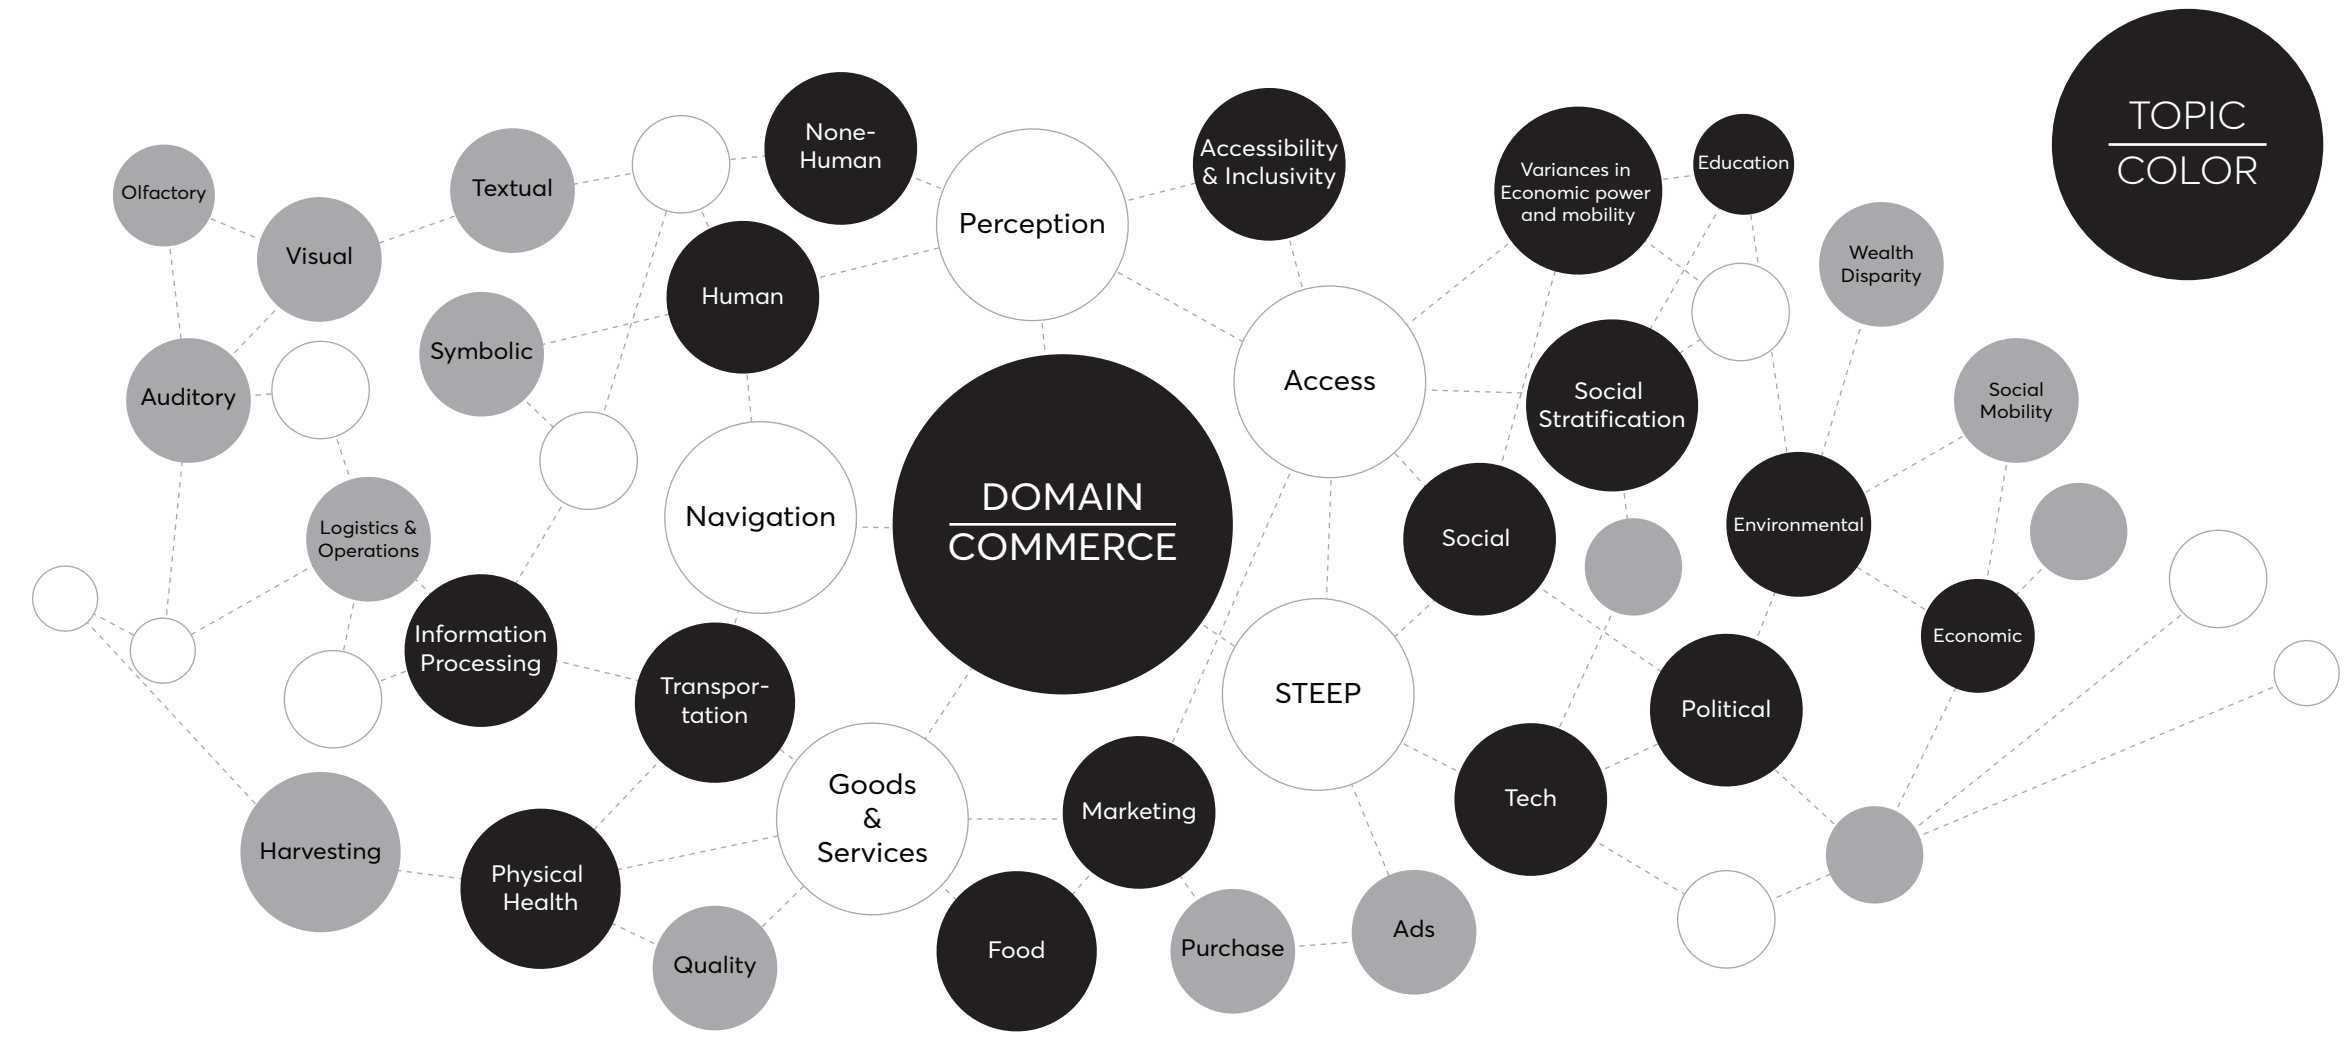 TOPIC
COLOR
None-
Human
Accessibility
& Inclusivity
Variances in
Economic power
and mobility
Education
Olfactory
Textual
Perception
Visual
Wealth
Disparity
Human
Symbolic
Access
Auditory
Social
Stratification
Social
Mobility
Navigation
DOMAIN
COMMERCE
Logistics &
Operations
Social
Environmental
Information
Processing
Economic
Transpor-
tation
STEEP
Political
Goods
&
Services
Marketing
Tech
Harvesting
Physical
Health
Quality
Food
Purchase
Ads